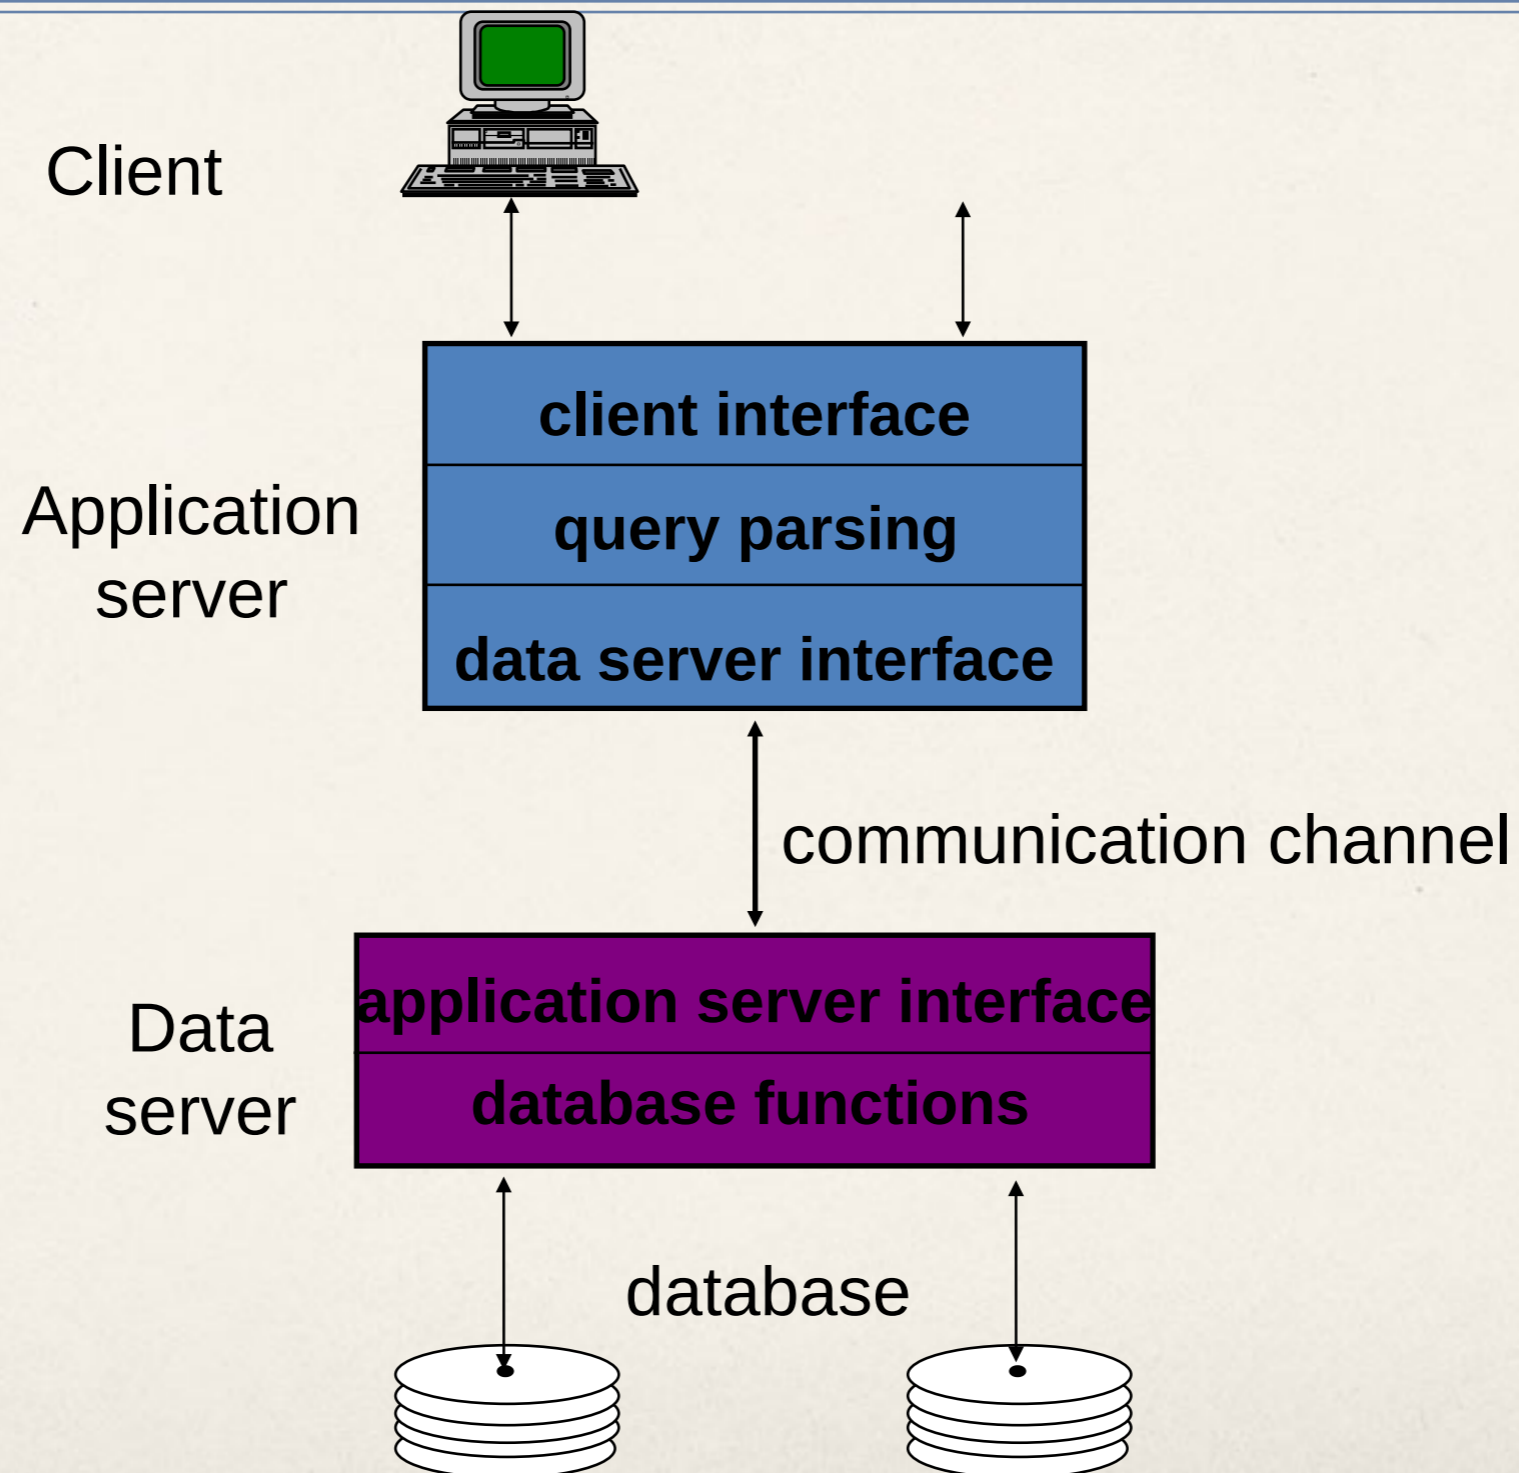 Client
client interface
Application
server
query parsing
data server interface
communication channel
application server interface
Data
server
database functions
database